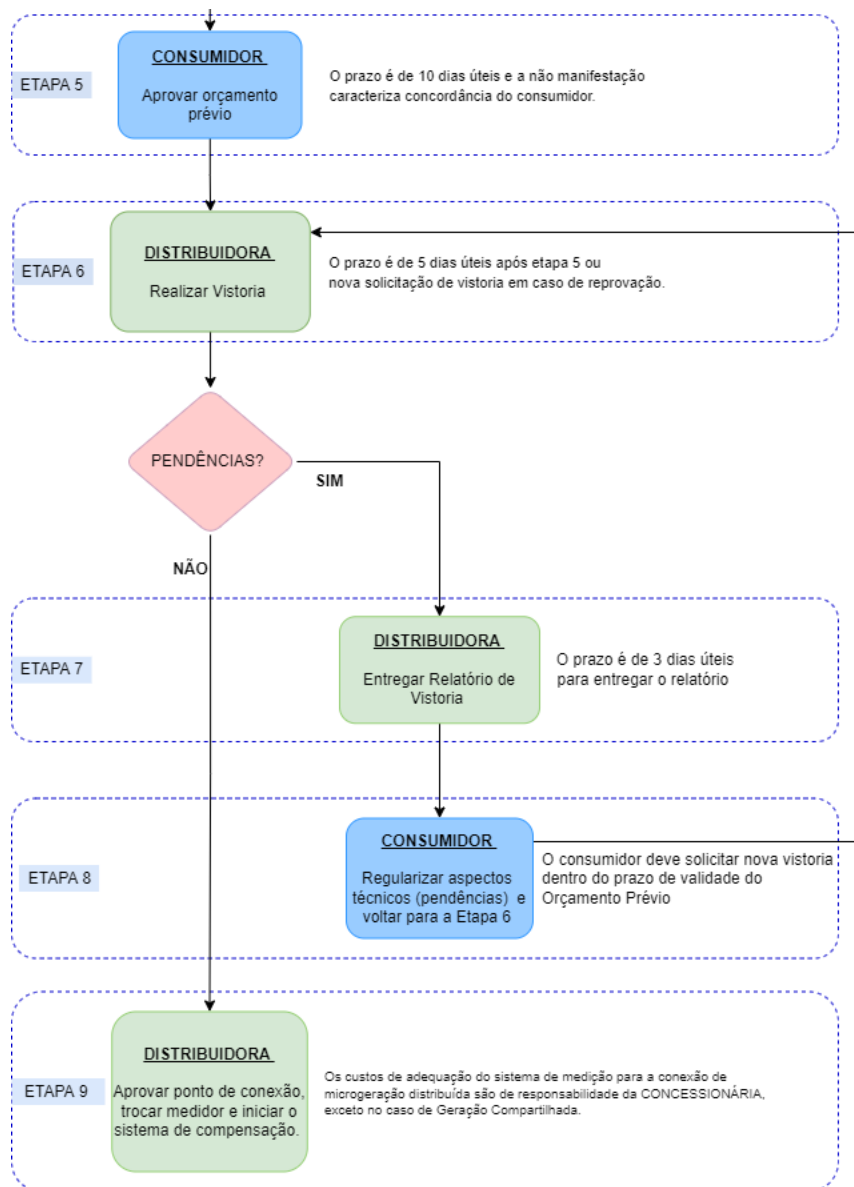 ETAPA 5
CONSUMIDOR
Aprovar orçamento
prévio
O prazo é de 10 dias úteis e a não manifestação
caracteriza concordância do consumidor.
ETAPA 6
DISTRIBUIDORA
Realizar Vistoria
O prazo é de 5 dias úteis após etapa 5 ou
nova solicitação de vistoria em caso de reprovação.
PENDÊNCIAS?
SIM
NÃO
ETAPA 7
DISTRIBUIDORA
Entregar Relatório de
Vistoria
O prazo é de 3 dias úteis
para entregar o relatório
ETAPA 8
CONSUMIDOR
Regularizar aspectos
técnicos (pendências) e
voltar para a Etapa 6
O consumidor deve solicitar nova vistoria
dentro do prazo de validade do
Orçamento Prévio
ETAPA 9
DISTRIBUIDORA
Aprovar ponto de conexão,
trocar medidor e iniciar o
sistema de compensação.
Os custos de adequação do sistema de medição para a conexão de
microgeração distribuída são de responsabilidade da CONCESSIONÁRIA,
exceto no caso de Geração Compartilhada.